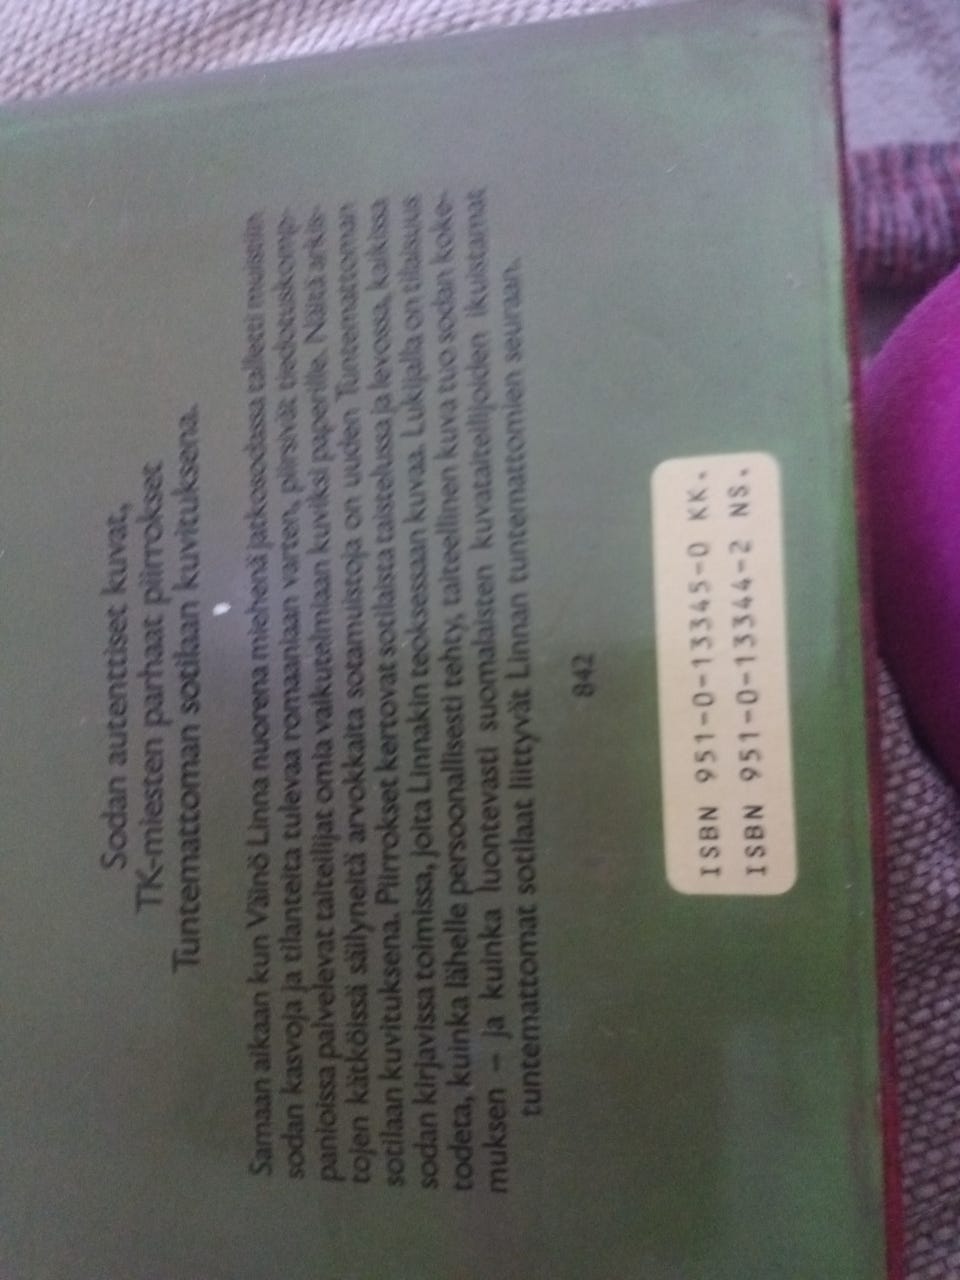 Sodan autenttiset kuvat,
TK-miesten parhaat piirrokset
Tuntemattoman sotilaan kuvituksena.
Samaan aikaan kun Väinö Linna nuorena miehenä jatkosodassa talletti muistiin
sodan kasvoja ja tilanteita tulevaa romaaniaan varten, piirsivät tiedotuskomp-
panioissa palvelevat taiteilijat omia vaikutelmiaan kuviksi paperille. Näitä arkis-
tojen kätköissä säilyneitä arvokkaita sotamuistoja on uuden Tuntemattoman
sotilaan kuvituksena. Piirrokset kertovat sotilaista taistelussa ja levossa, kaikissa
sodan kirjavissa toimissa, joita Linnakin teoksessaan kuvaa. Lukijalla on tilaisuus
todeta, kuinka lähelle persoonallisesti tehty, taiteellinen kuva tuo sodan koke-
muksen – ja kuinka luontevasti suomalaisten kuvataiteilijoiden ikuistamat
tuntemattomat sotilaat liittyvät Linnan tuntemattomien seuraan.
842
ISBN 951-0-13345-0 KK.
ISBN 951-0-13344-2 NS.